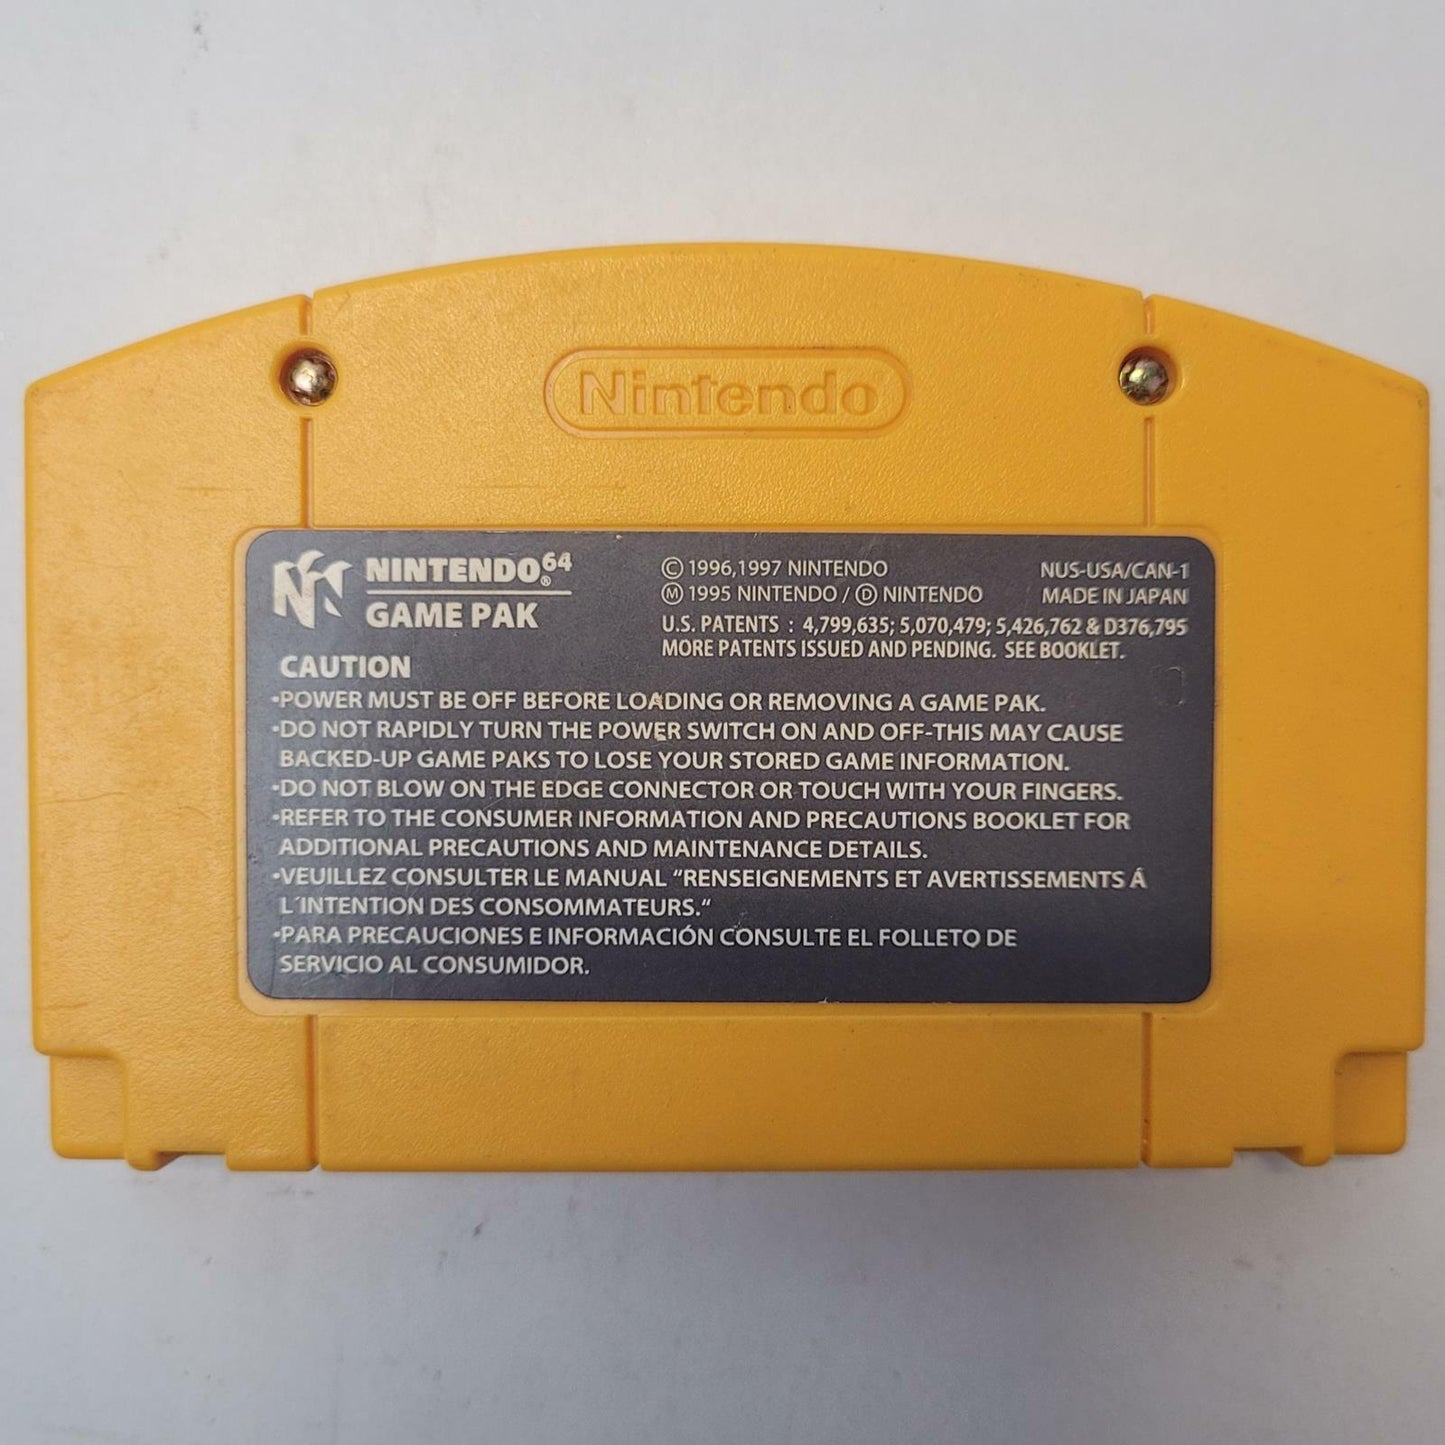 Nintendo
NINTENDO64®
GAME PAK
© 1996,1997 NINTENDO
Ⓜ 1995 NINTENDO / Ⓓ NINTENDO
NUS-USA/CAN-1
MADE IN JAPAN
U.S. PATENTS : 4,799,635; 5,070,479; 5,426,762 & D376,795
MORE PATENTS ISSUED AND PENDING. SEE BOOKLET.
CAUTION
•POWER MUST BE OFF BEFORE LOADING OR REMOVING A GAME PAK.
•DO NOT RAPIDLY TURN THE POWER SWITCH ON AND OFF-THIS MAY CAUSE
BACKED-UP GAME PAKS TO LOSE YOUR STORED GAME INFORMATION.
•DO NOT BLOW ON THE EDGE CONNECTOR OR TOUCH WITH YOUR FINGERS.
•REFER TO THE CONSUMER INFORMATION AND PRECAUTIONS BOOKLET FOR
ADDITIONAL PRECAUTIONS AND MAINTENANCE DETAILS.
•VEUILLEZ CONSULTER LE MANUAL "RENSEIGNEMENTS ET AVERTISSEMENTS Á
L´INTENTION DES CONSOMMATEURS."
•PARA PRECAUCIONES E INFORMACIÓN CONSULTE EL FOLLETO DE
SERVICIO AL CONSUMIDOR.